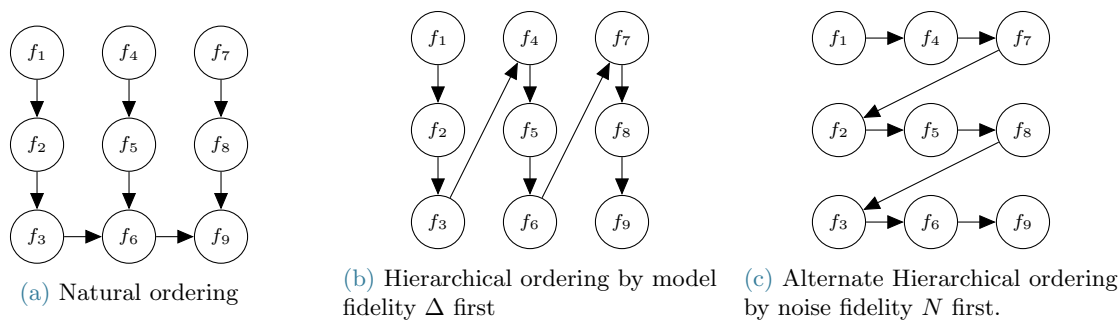 f1 f4 f7
f2 f5 f8
f3 f6 f9
(a) Natural ordering
f1 f4 f7
f2 f5 f8
f3 f6 f9
(b) Hierarchical ordering by model
fidelity Δ first
f1 f4 f7
f2 f5 f8
f3 f6 f9
(c) Alternate Hierarchical ordering
by noise fidelity N first.